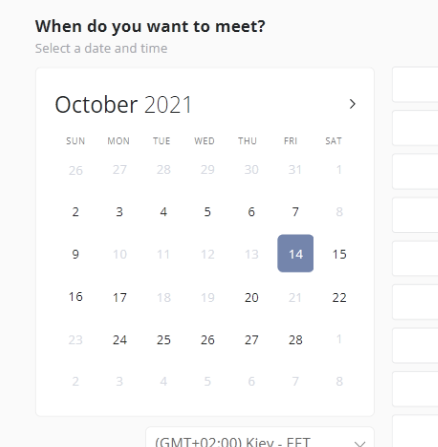 When do you want to meet?
Select a date and time
October 2021
SUN MON TUE WED THU FRI SAT
26 27 28 29 30 31 1
2 3 4 5 6 7 8
9 10 11 12 13 14 15
16 17 18 19 20 21 22
23 24 25 26 27 28 1
2 3 4 5 6 7 8
(GMT+02:00) Kiev - EET